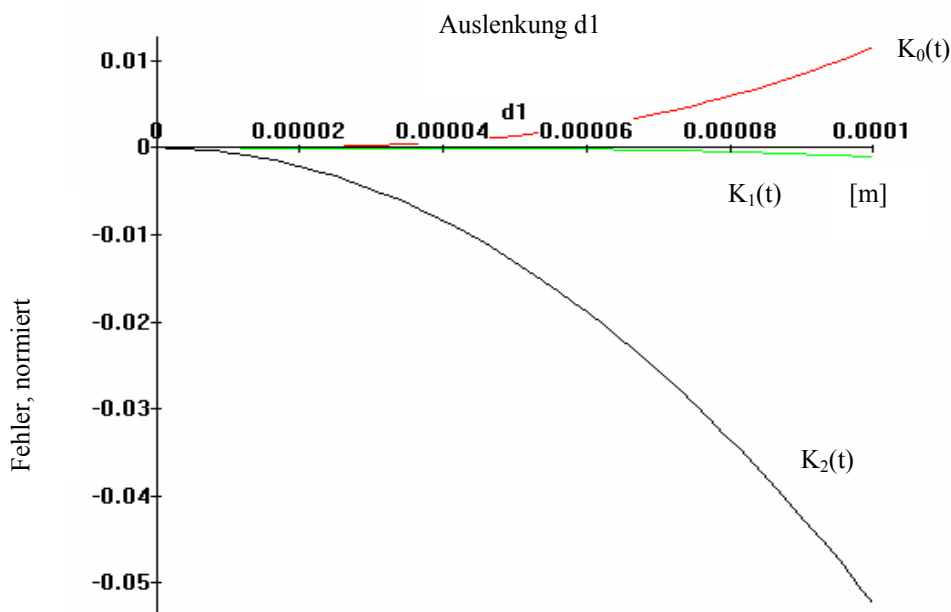 Auslenkung d1
K₀(t)
0.01
d1
0 0.00002 0.00004 0.00006 0.00008 0.0001
0
K₁(t) [m]
-0.01
-0.02
-0.03
-0.04
-0.05
K₂(t)
Fehler, normiert